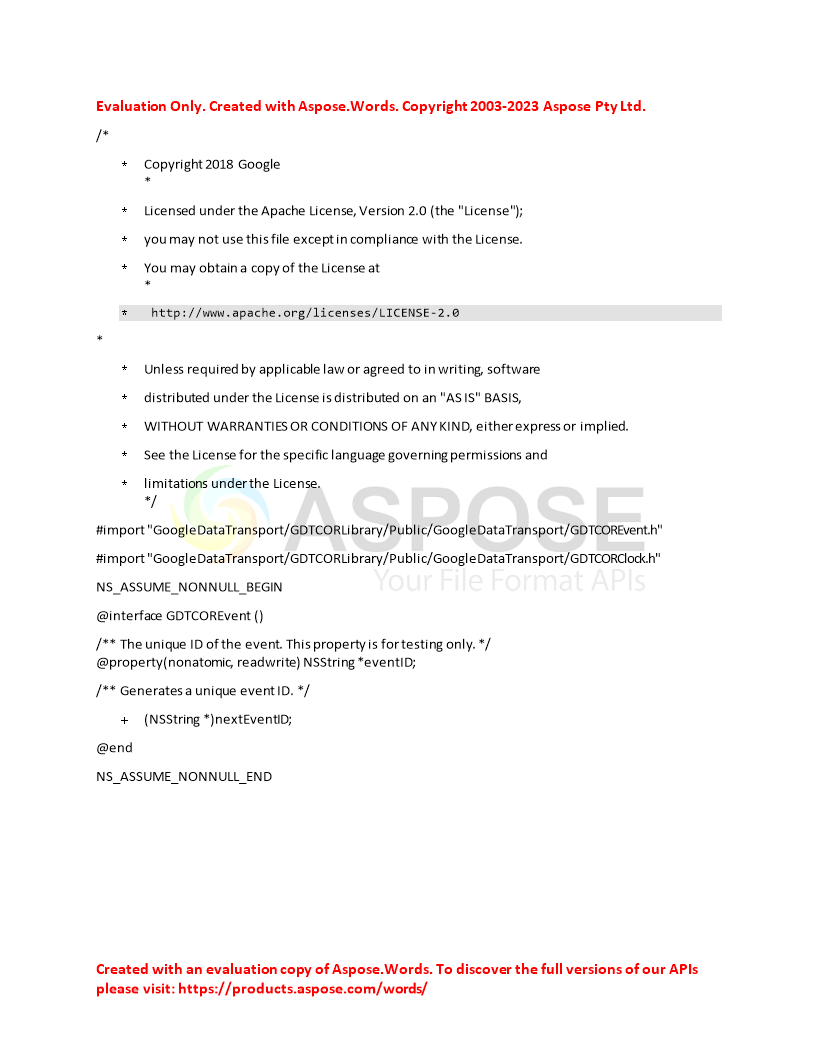 Evaluation Only. Created with Aspose.Words. Copyright 2003-2023 Aspose Pty Ltd.
/*
* Copyright 2018 Google
*
* Licensed under the Apache License, Version 2.0 (the "License");
* you may not use this file except in compliance with the License.
* You may obtain a copy of the License at
*
* http://www.apache.org/licenses/LICENSE-2.0
*
* Unless required by applicable law or agreed to in writing, software
* distributed under the License is distributed on an "AS IS" BASIS,
* WITHOUT WARRANTIES OR CONDITIONS OF ANY KIND, either express or implied.
* See the License for the specific language governing permissions and
* limitations under the License.
*/
ASPOSE
#import "GoogleDataTransport/GDTCORLibrary/Public/GoogleDataTransport/GDTCOREvent.h"
#import "GoogleDataTransport/GDTCORLibrary/Public/GoogleDataTransport/GDTCORClock.h"
Your File Format APIs
NS_ASSUME_NONNULL_BEGIN
@interface GDTCOREvent ()
/** The unique ID of the event. This property is for testing only. */
@property(nonatomic, readwrite) NSString *eventID;
/** Generates a unique event ID. */
+ (NSString *)nextEventID;
@end
NS_ASSUME_NONNULL_END
Created with an evaluation copy of Aspose.Words. To discover the full versions of our APIs
please visit: https://products.aspose.com/words/